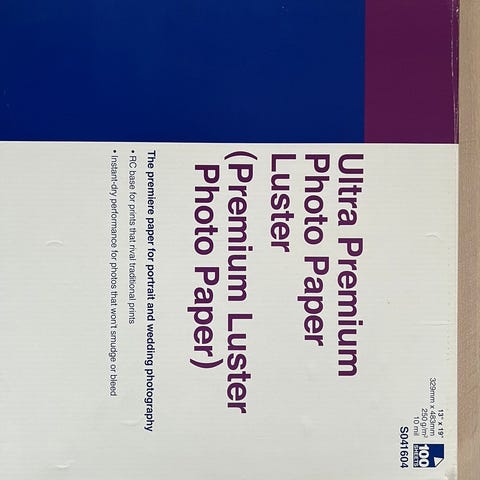 Ultra Premium
Photo Paper
Luster
(Premium Luster
Photo Paper)
The premiere paper for portrait and wedding photography
• RC base for prints that rival traditional prints
• Instant-dry performance for photos that won't smudge or bleed
13" x 19"
329mm x 483mm
250 g/m²
10 mil
100
SHEETS
S041604